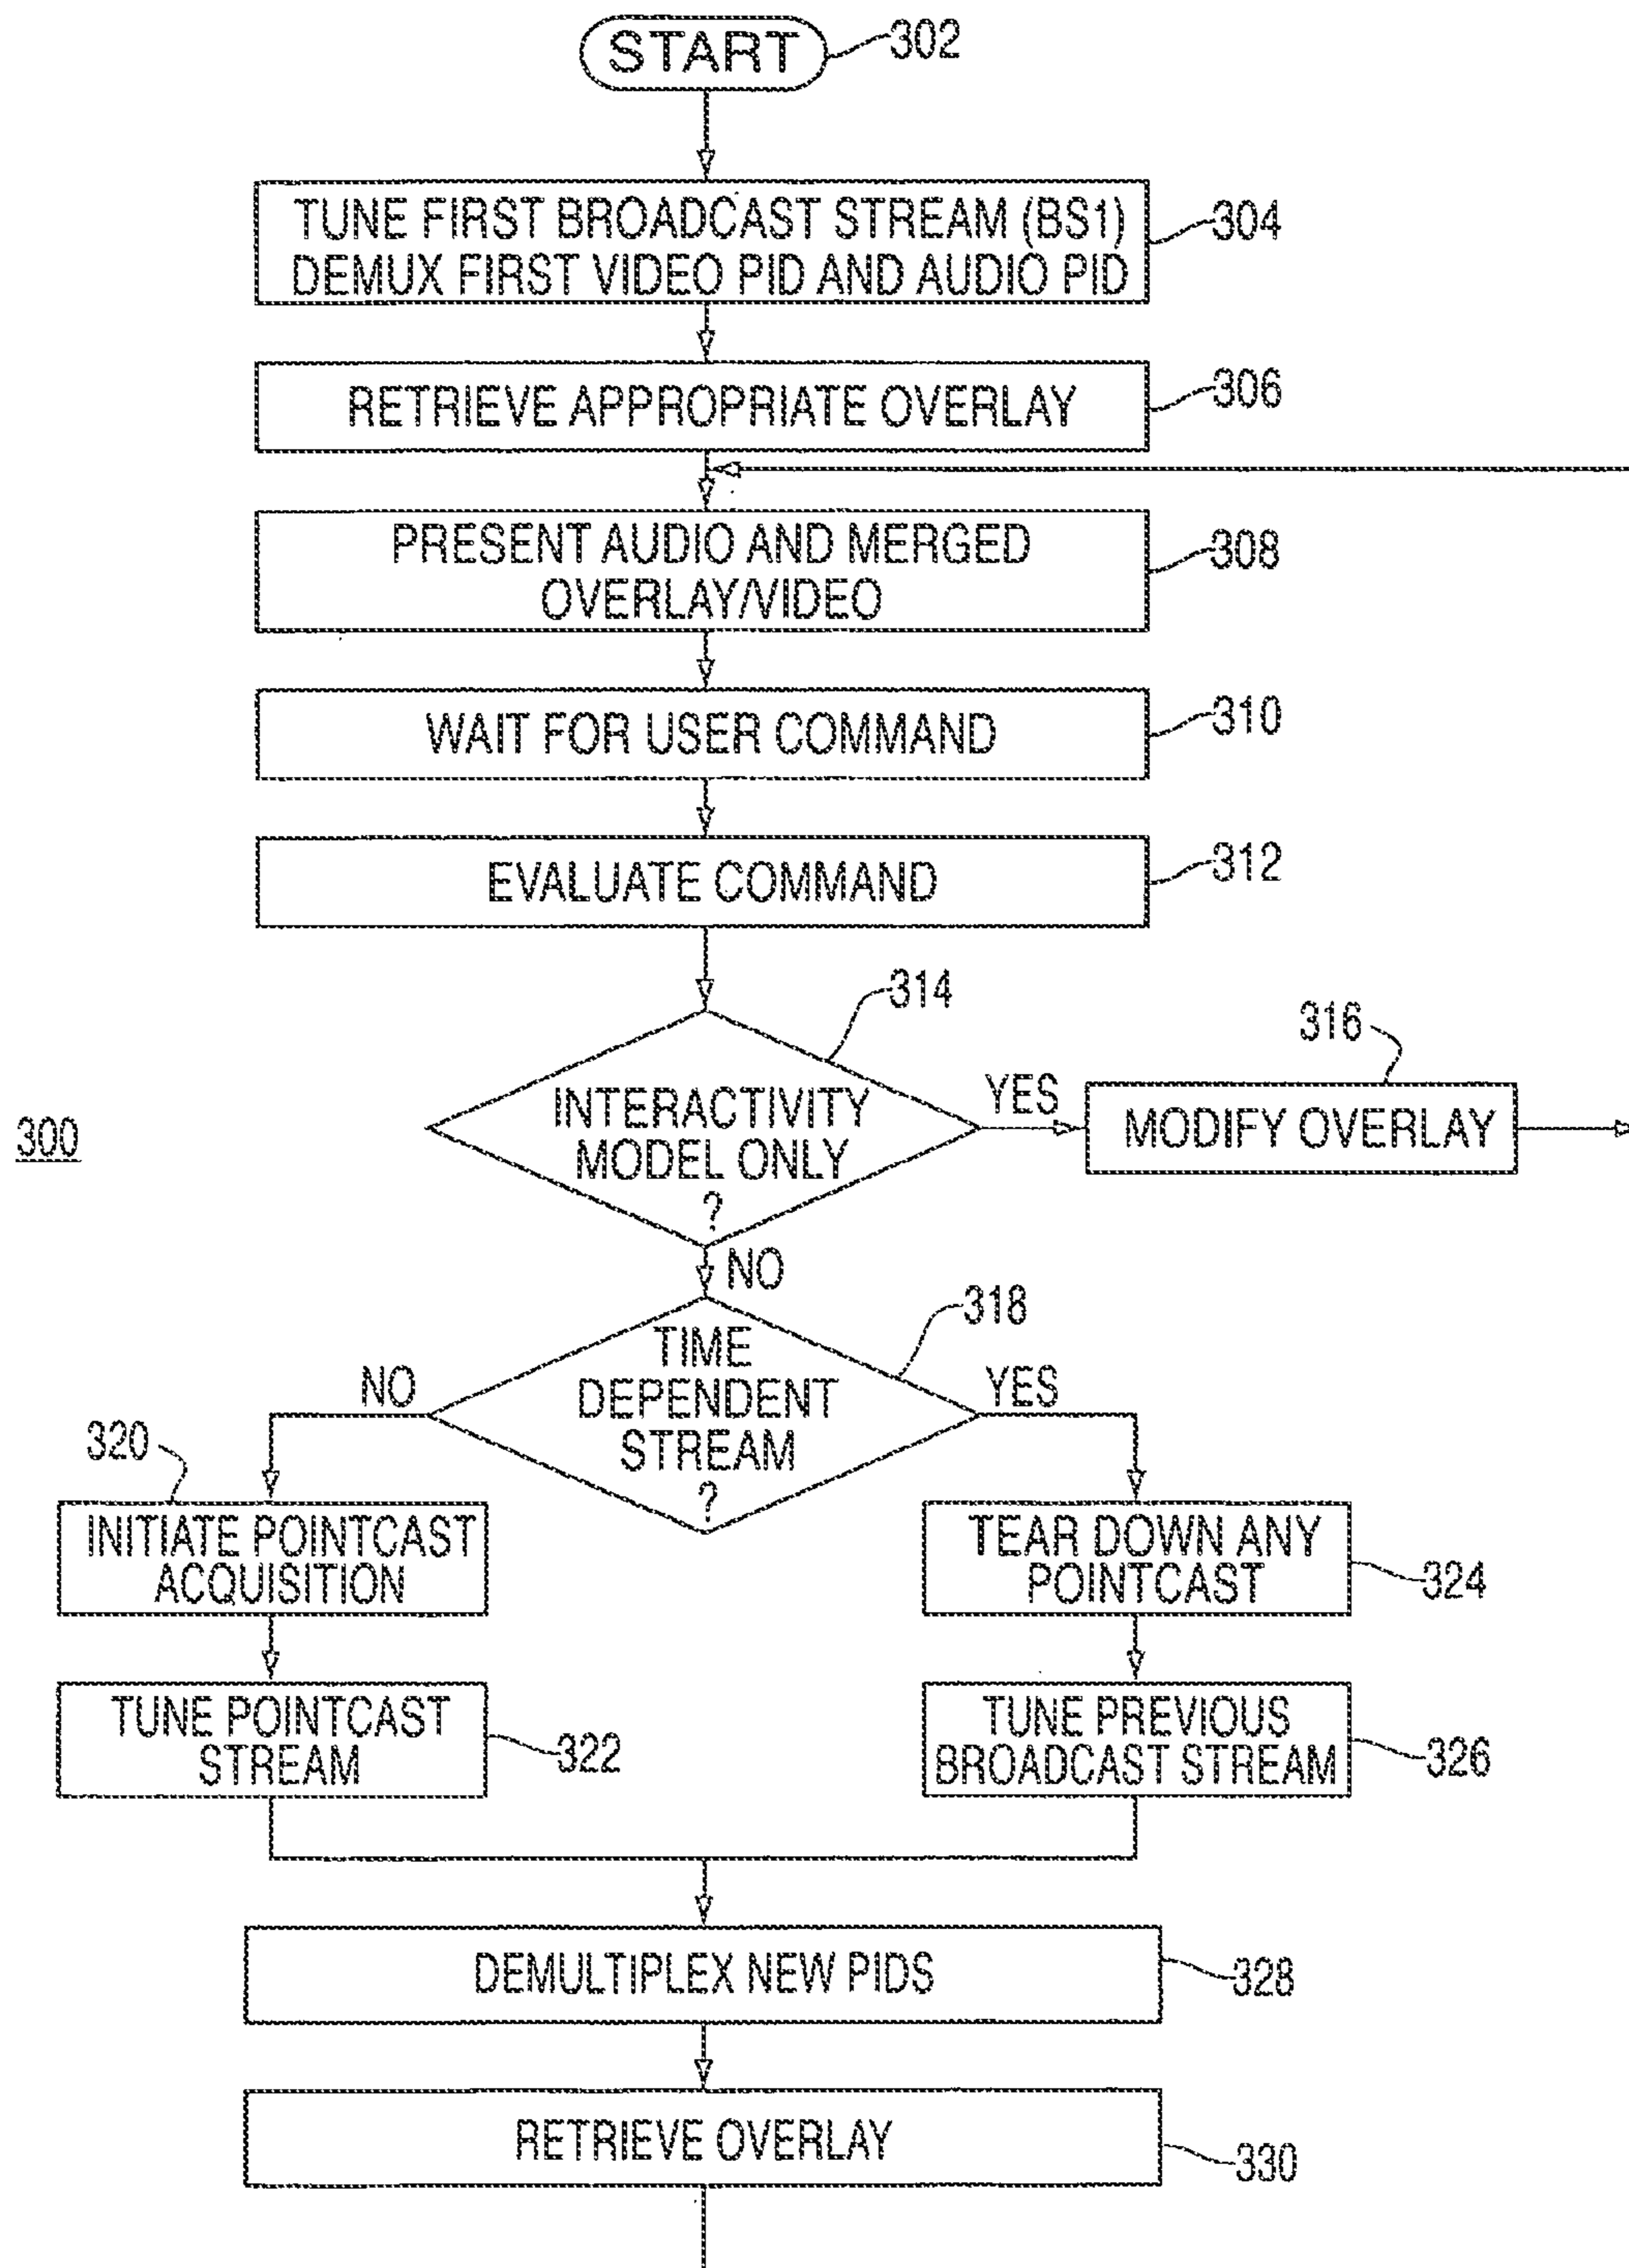 START
302
TUNE FIRST BROADCAST STREAM (BS1)
DEMUX FIRST VIDEO PID AND AUDIO PID
304
RETRIEVE APPROPRIATE OVERLAY
306
PRESENT AUDIO AND MERGED
OVERLAY/VIDEO
308
WAIT FOR USER COMMAND
310
EVALUATE COMMAND
312
314
INTERACTIVITY
MODEL ONLY
?
YES
316
MODIFY OVERLAY
300
NO
318
TIME
DEPENDENT
STREAM
?
NO
YES
320
INITIATE POINTCAST
ACQUISITION
TEAR DOWN ANY
POINTCAST
324
TUNE POINTCAST
STREAM
322
TUNE PREVIOUS
BROADCAST STREAM
326
DEMULTIPLEX NEW PIDS
328
RETRIEVE OVERLAY
330